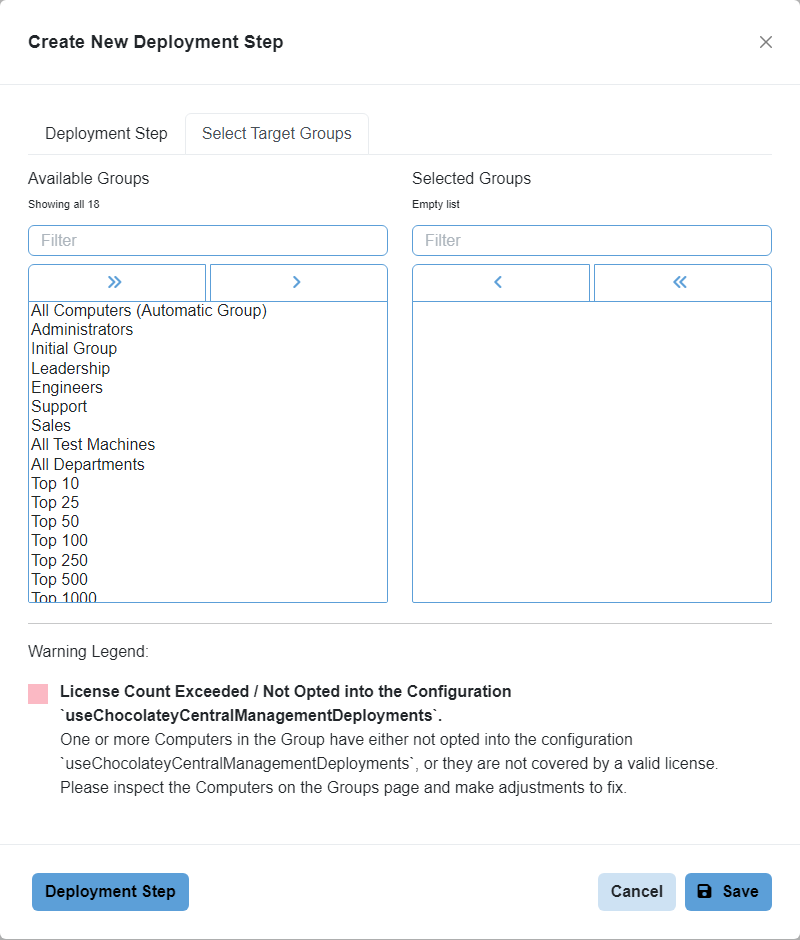 Create New Deployment Step
Deployment Step
Select Target Groups
Available Groups
Showing all 18
Filter
All Computers (Automatic Group)
Administrators
Initial Group
Leadership
Engineers
Support
Sales
All Test Machines
All Departments
Top 10
Top 25
Top 50
Top 100
Top 250
Top 500
Top 1000
Selected Groups
Empty list
Filter
Warning Legend:
License Count Exceeded / Not Opted into the Configuration
`useChocolateyCentralManagementDeployments`.
One or more Computers in the Group have either not opted into the configuration
`useChocolateyCentralManagementDeployments`, or they are not covered by a valid license.
Please inspect the Computers on the Groups page and make adjustments to fix.
Deployment Step
Cancel
Save